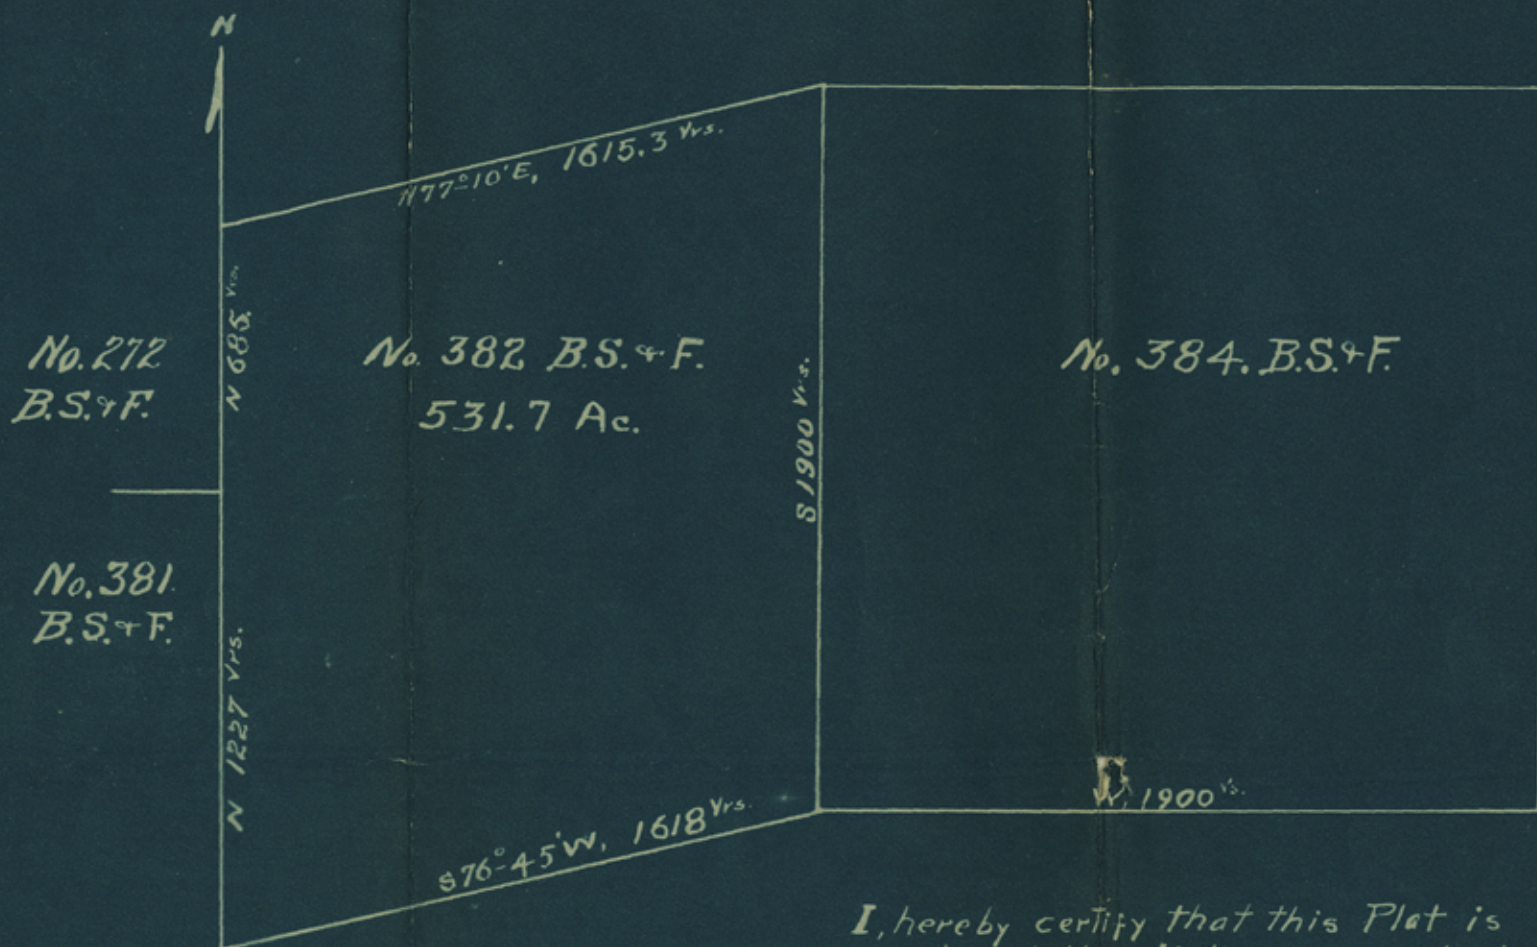 N
N77°10'E, 1615.3 Vrs.
N 685. Vrs.
No. 272
B.S.&F.
No. 382 B.S.&F.
531.7 Ac.
S 1900 Vrs.
No. 384. B.S.&F.
No. 381.
B.S.&F.
N 1227 Vrs.
S76°45'W, 1618 Vrs.
W, 1900 Vs.
I, hereby certify that this Plat is